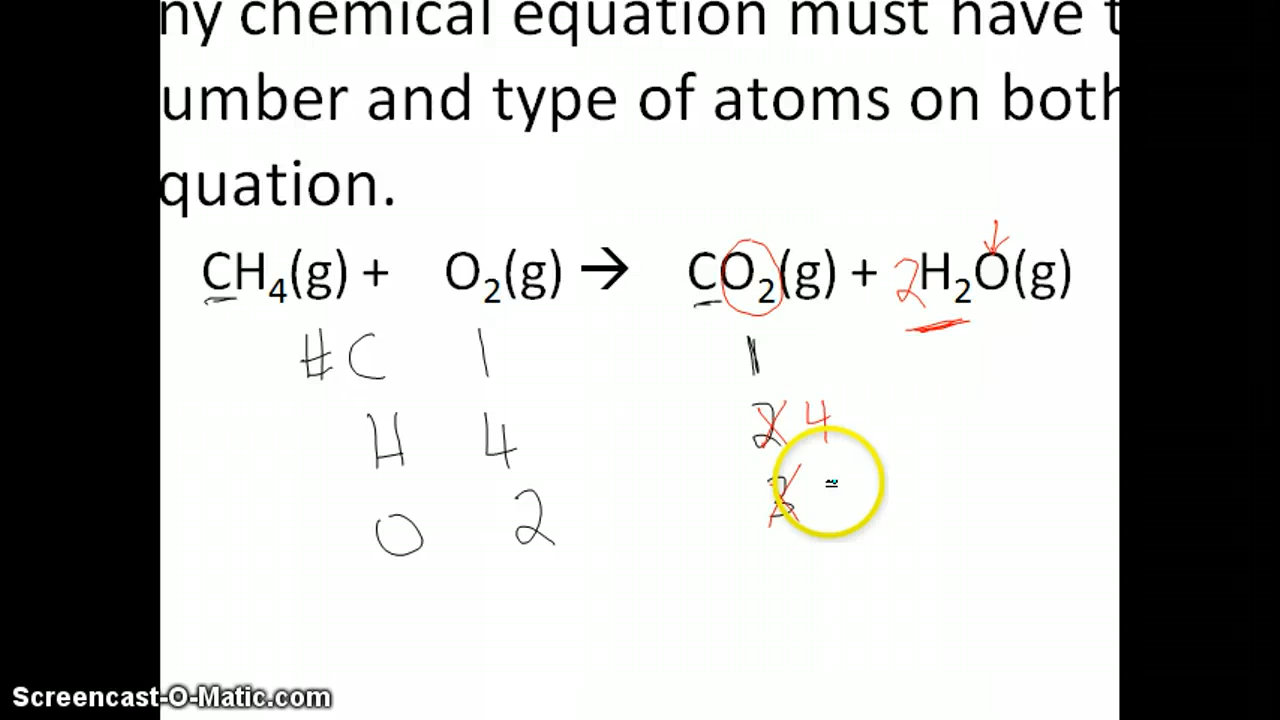 ny chemical equation must have t
umber and type of atoms on both
quation.
CH₄(g) + O₂(g) → CO₂(g) + 2H₂O(g)
#C 1 1
H 4 2 4
O 2 3
Screencast-O-Matic.com